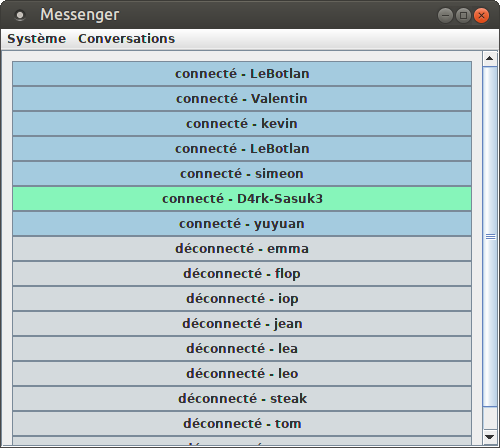 Messenger
Système Conversations
connecté - LeBotlan
connecté - Valentin
connecté - kevin
connecté - LeBotlan
connecté - simeon
connecté - D4rk-Sasuk3
connecté - yuyuan
déconnecté - emma
déconnecté - flop
déconnecté - iop
déconnecté - jean
déconnecté - lea
déconnecté - leo
déconnecté - steak
déconnecté - tom